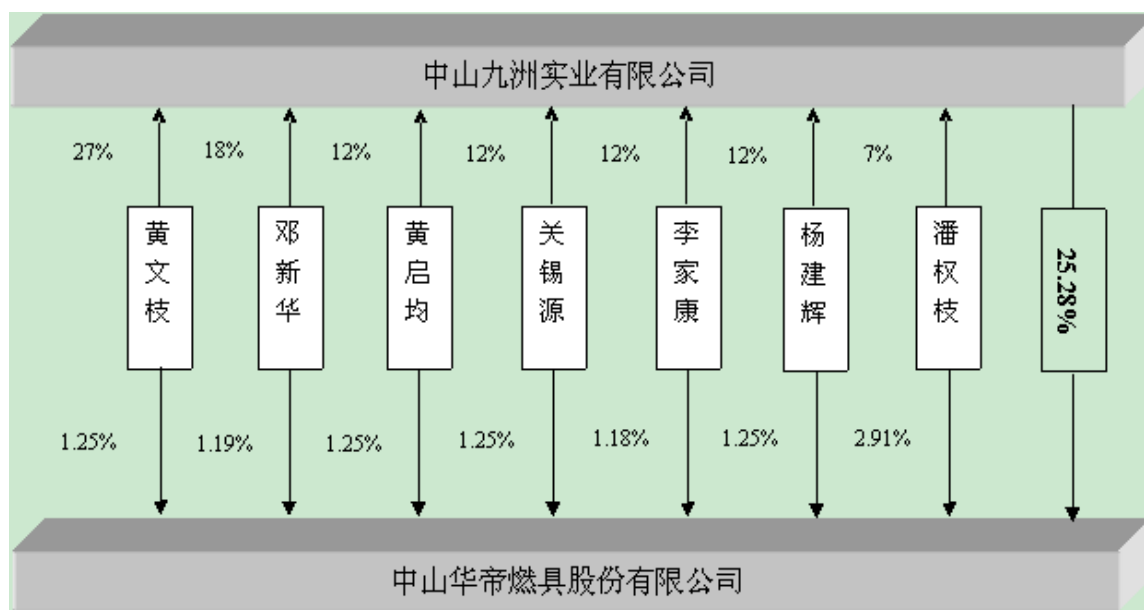 中山九洲实业有限公司
27%
18%
12%
12%
12%
12%
7%
黄文枝
邓新华
黄启均
关锡源
李家康
杨建辉
潘权枝
25.28%
1.25%
1.19%
1.25%
1.25%
1.18%
1.25%
2.91%
中山华帝燃具股份有限公司